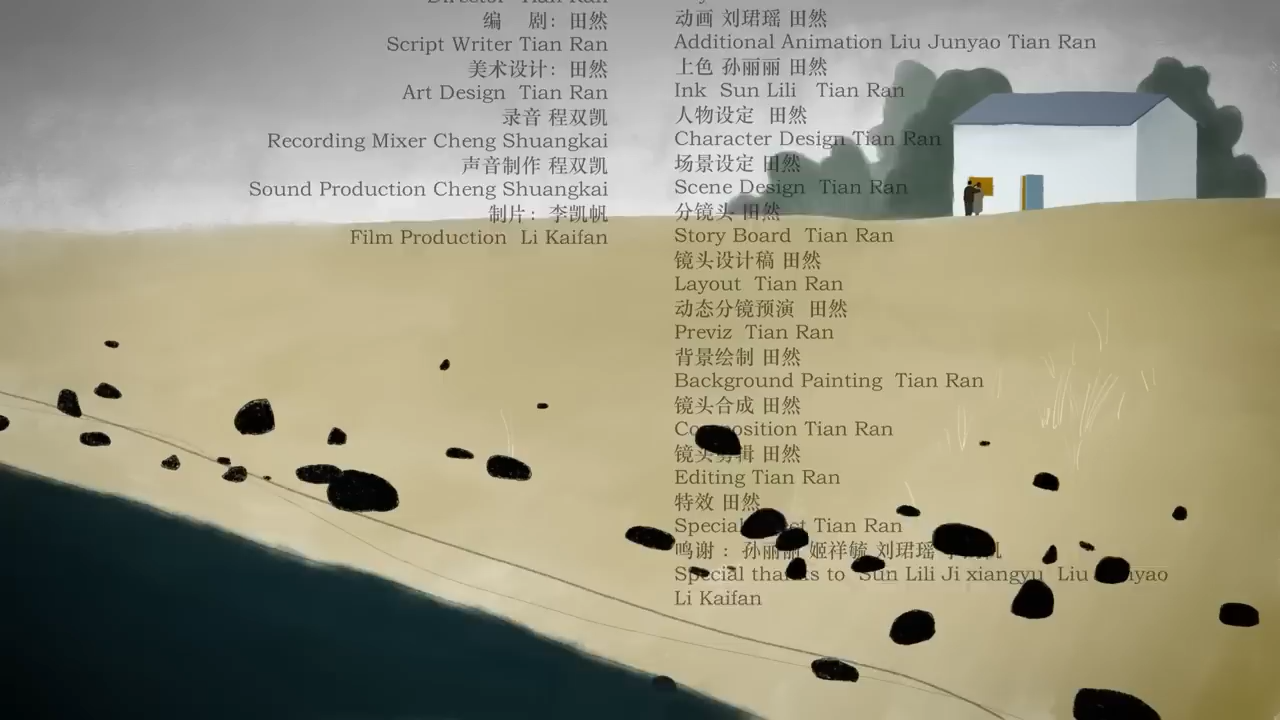 Director Tian Ran
编 剧：田然
Script Writer Tian Ran
美术设计：田然
Art Design Tian Ran
录音 程双凯
Recording Mixer Cheng Shuangkai
声音制作 程双凯
Sound Production Cheng Shuangkai
制片：李凯帆
Film Production Li Kaifan
动画 刘珺瑶 田然
Additional Animation Liu Junyao Tian Ran
上色 孙丽丽 田然
Ink Sun Lili Tian Ran
人物设定 田然
Character Design Tian Ran
场景设定 田然
Scene Design Tian Ran
分镜头 田然
Story Board Tian Ran
镜头设计稿 田然
Layout Tian Ran
动态分镜预演 田然
Previz Tian Ran
背景绘制 田然
Background Painting Tian Ran
镜头合成 田然
Composition Tian Ran
镜头剪辑 田然
Editing Tian Ran
特效 田然
Special Tian Ran
鸣谢：孙丽丽 姬祥毓 刘珺瑶
Special thanks to Sun Lili Ji xiangyu Liu Junyao
Li Kaifan